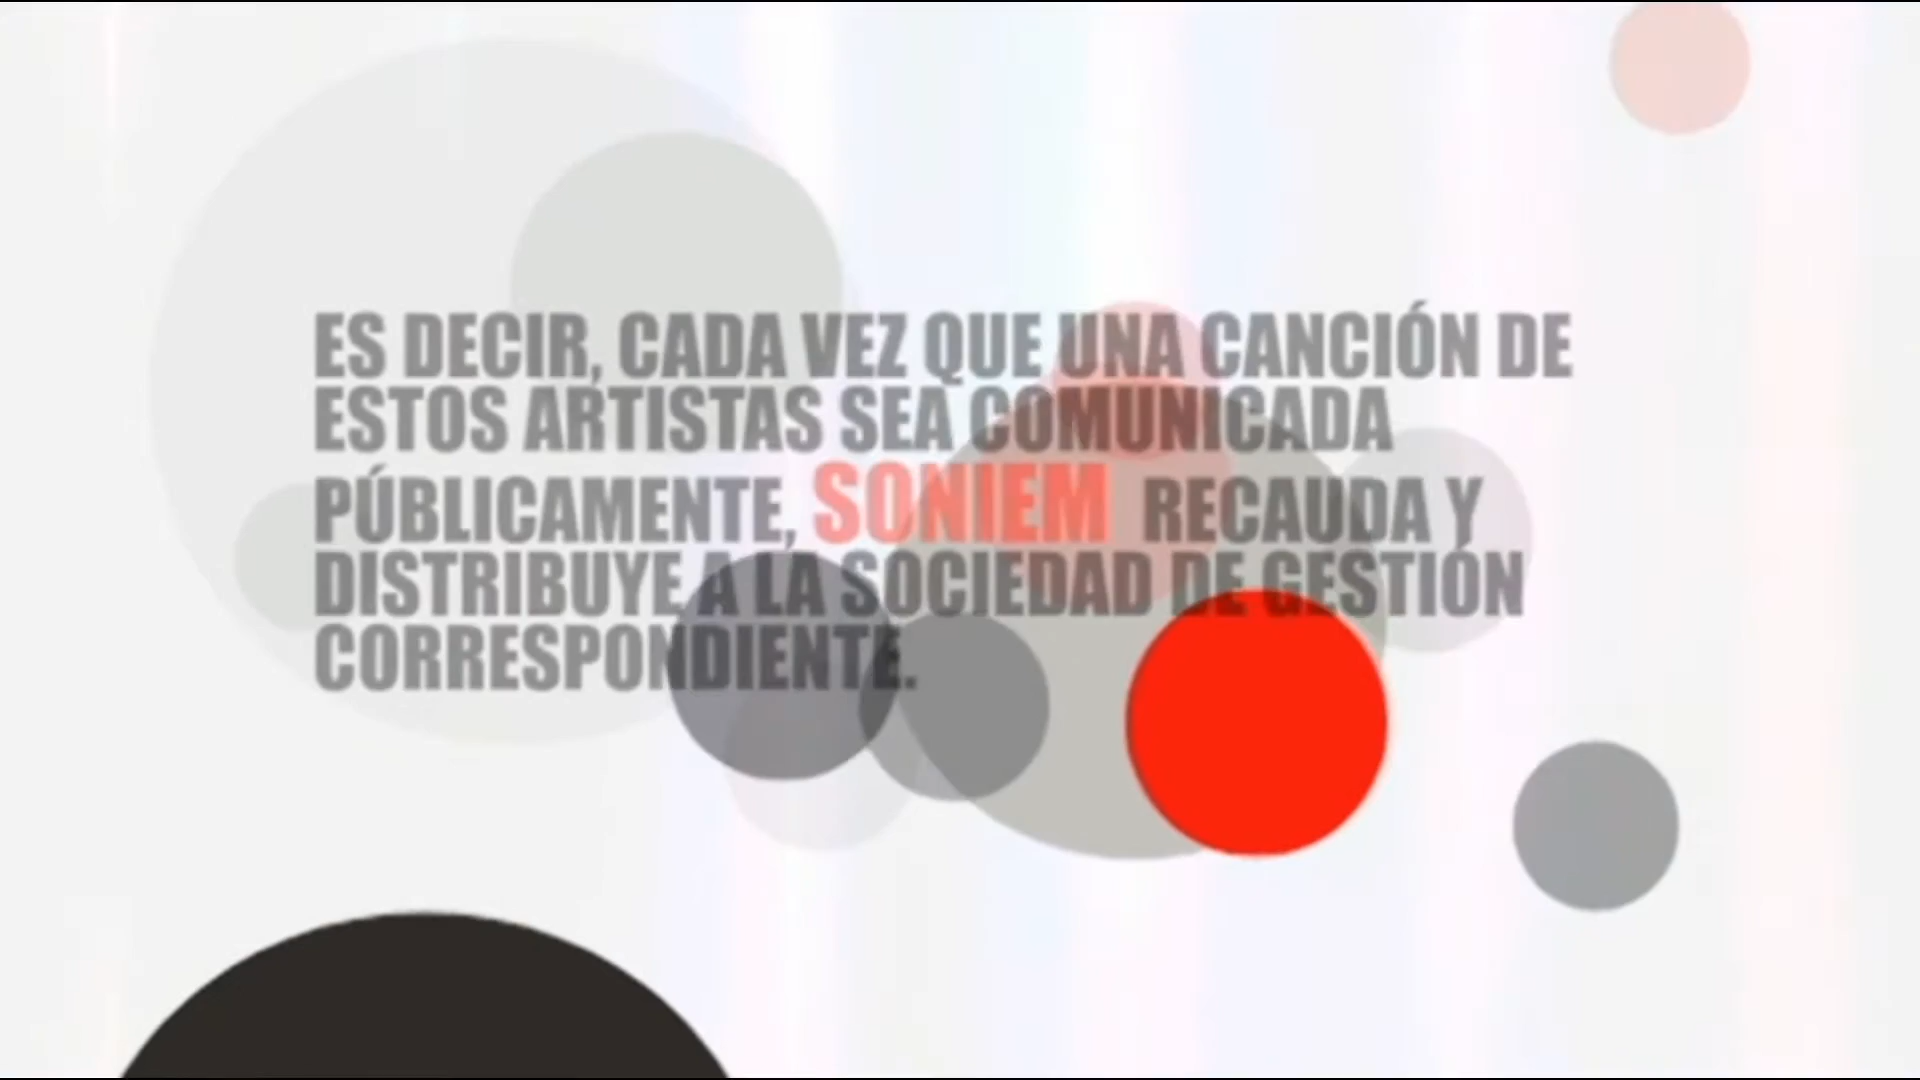 ES DECIR, CADA VEZ QUE UNA CANCIÓN DE
ESTOS ARTISTAS SEA COMUNICADA
PÚBLICAMENTE, SONIEM RECAUDA Y
DISTRIBUYE A LA SOCIEDAD DE GESTIÓN
CORRESPONDIENTE.